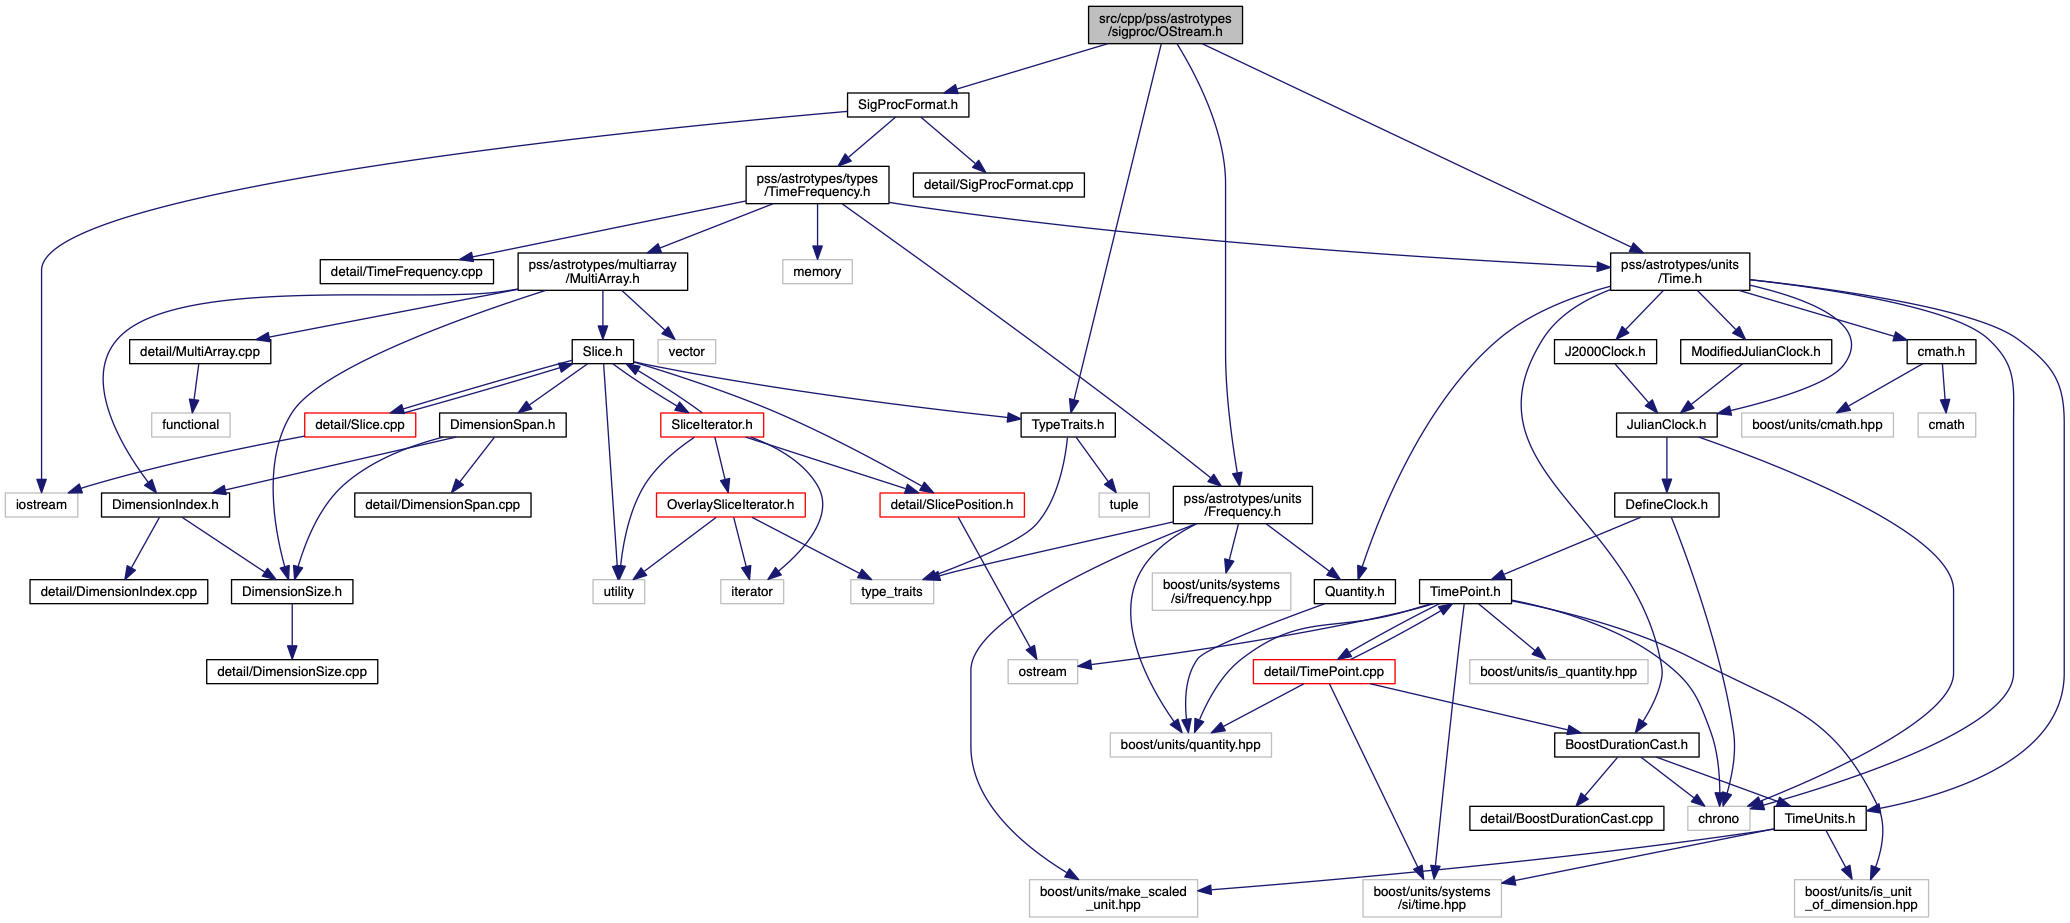 src/cpp/pss/astrotypes
/sigproc/OStream.h
SigProcFormat.h
pss/astrotypes/types
/TimeFrequency.h
detail/SigProcFormat.cpp
detail/TimeFrequency.cpp
pss/astrotypes/multiarray
/MultiArray.h
memory
pss/astrotypes/units
/Time.h
detail/MultiArray.cpp
Slice.h
vector
J2000Clock.h
ModifiedJulianClock.h
cmath.h
functional
detail/Slice.cpp
DimensionSpan.h
SliceIterator.h
TypeTraits.h
JulianClock.h
boost/units/cmath.hpp
cmath
iostream
DimensionIndex.h
detail/DimensionSpan.cpp
OverlaySliceIterator.h
detail/SlicePosition.h
tuple
pss/astrotypes/units
/Frequency.h
DefineClock.h
detail/DimensionIndex.cpp
DimensionSize.h
utility
iterator
type_traits
boost/units/systems
/si/frequency.hpp
Quantity.h
TimePoint.h
detail/DimensionSize.cpp
ostream
detail/TimePoint.cpp
boost/units/is_quantity.hpp
boost/units/quantity.hpp
BoostDurationCast.h
detail/BoostDurationCast.cpp
chrono
TimeUnits.h
boost/units/make_scaled
_unit.hpp
boost/units/systems
/si/time.hpp
boost/units/is_unit
_of_dimension.hpp